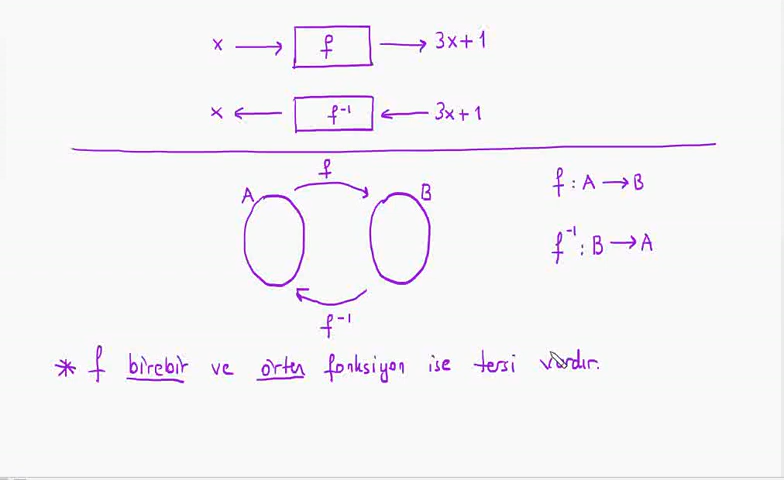 x → f → 3x+1
x ← f⁻¹ ← 3x+1
f
A B f : A → B
f⁻¹ : B → A
f⁻¹
* f birebir ve örten fonksiyon ise tersi vardır.